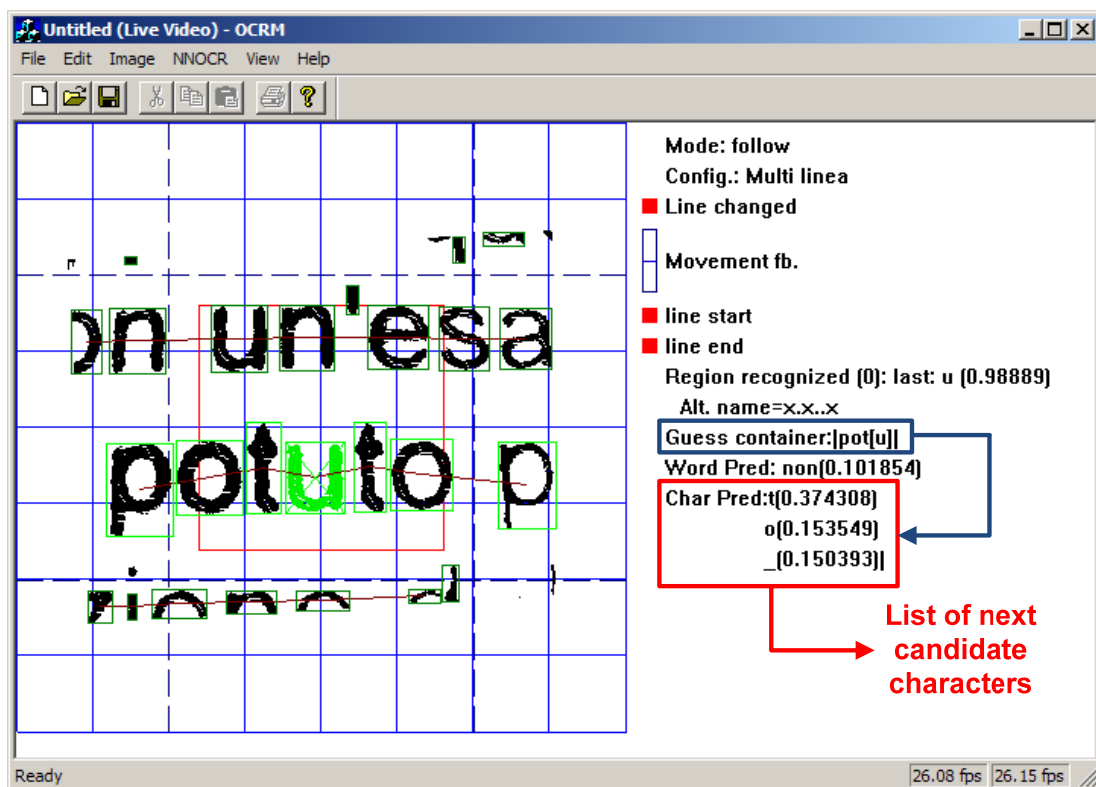 Untitled (Live Video) - OCRM
File Edit Image NNOCR View Help
on un'esa
potuto p
Mode: follow
Config.: Multi linea
Line changed
Movement fb.
line start
line end
Region recognized (0): last: u (0.98889)
Alt. name=x.x..x
Guess container:|pot[u]|
Word Pred: non(0.101854)
Char Pred:t(0.374308)
o(0.153549)
_(0.150393)|
List of next
candidate
characters
Ready 26.08 fps 26.15 fps